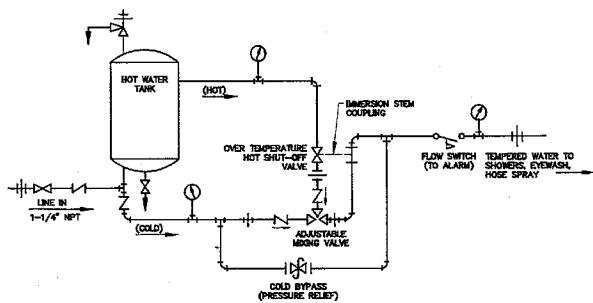 HOT WATER
TANK
(HOT)
IMMERSION STEM
COUPLING
OVER TEMPERATURE
HOT SHUT-OFF
VALVE
FLOW SWITCH
(TO ALARM)
TEMPERED WATER TO
SHOWERS, EYEWASH,
HOSE SPRAY
LINE IN
1-1/4" NPT
(COLD)
ADJUSTABLE
MIXING VALVE
COLD BYPASS
(PRESSURE RELIEF)